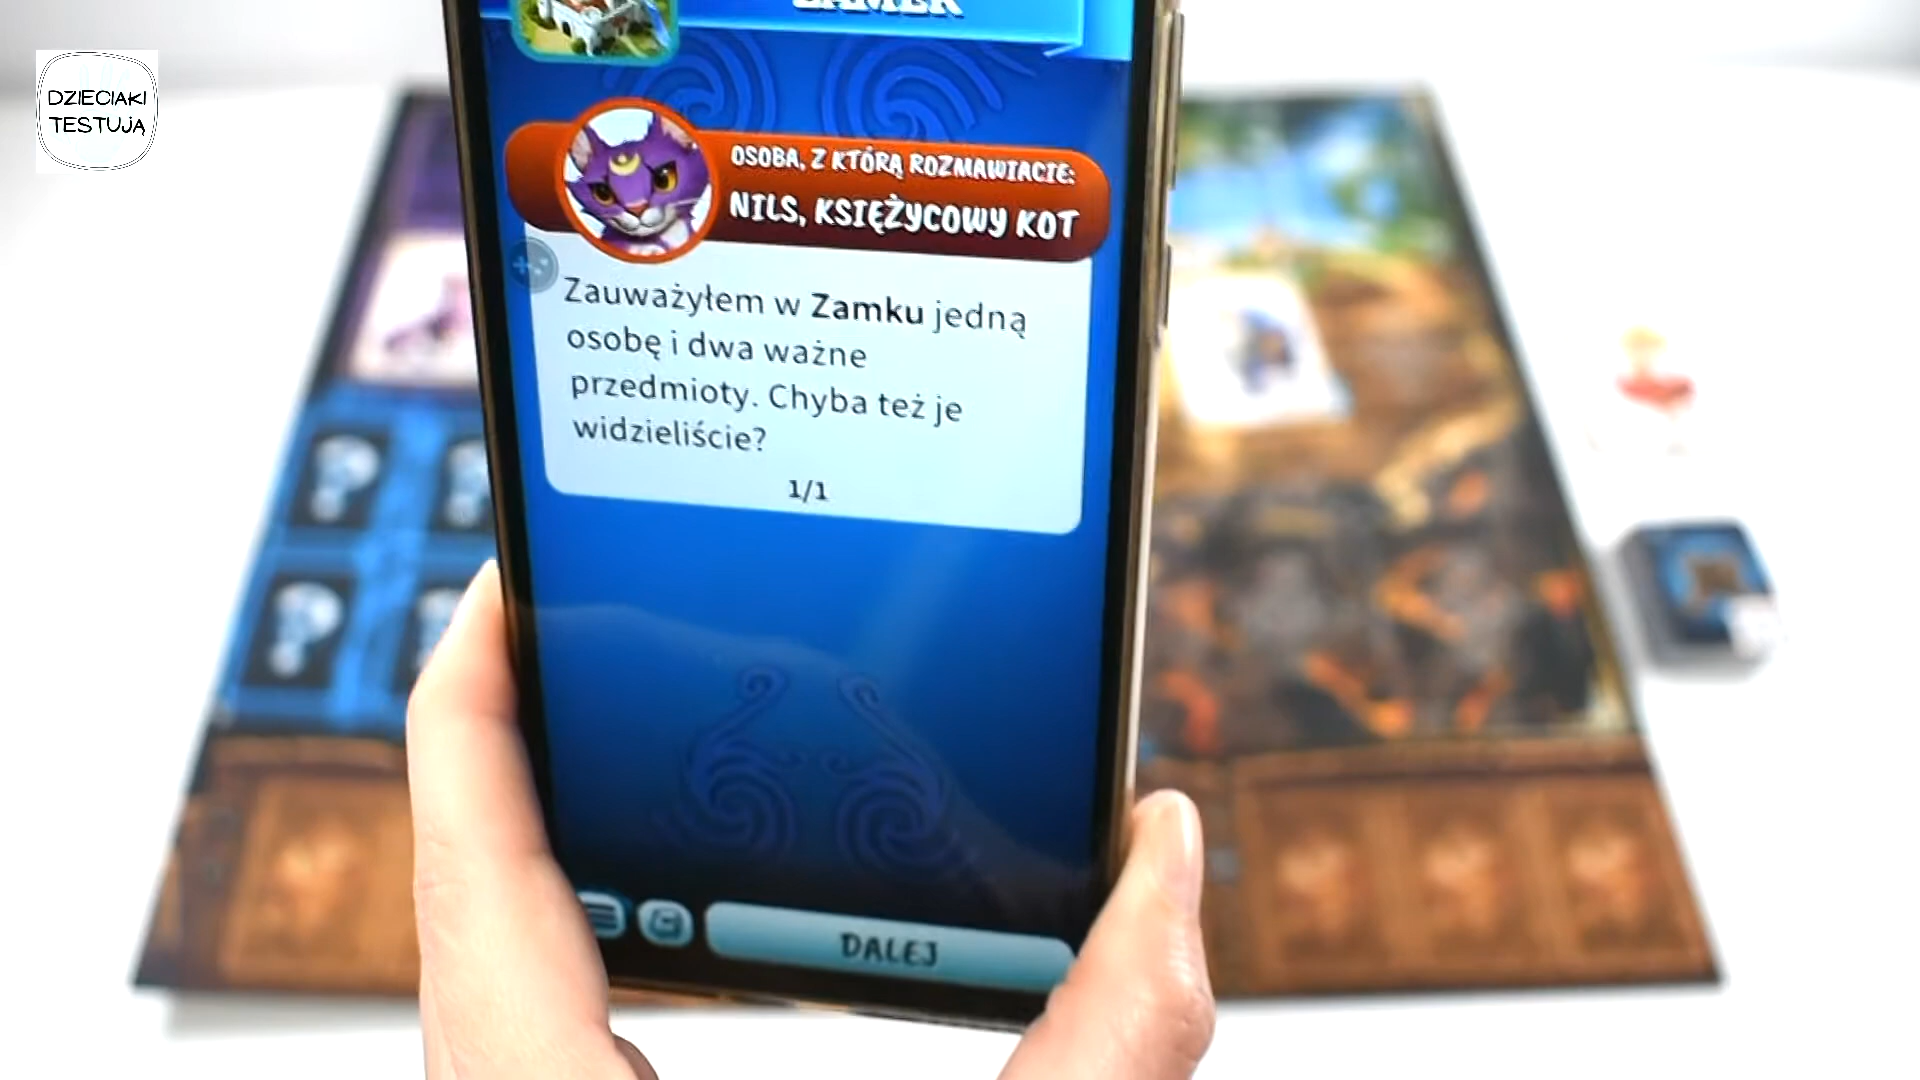 DZIECIAKI
TESTUJĄ
ZAMEK
OSOBA, Z KTÓRĄ ROZMAWIACIE:
NILS, KSIĘŻYCOWY KOT
Zauważyłem w Zamku jedną
osobę i dwa ważne
przedmioty. Chyba też je
widzieliście?
1/1
DALEJ